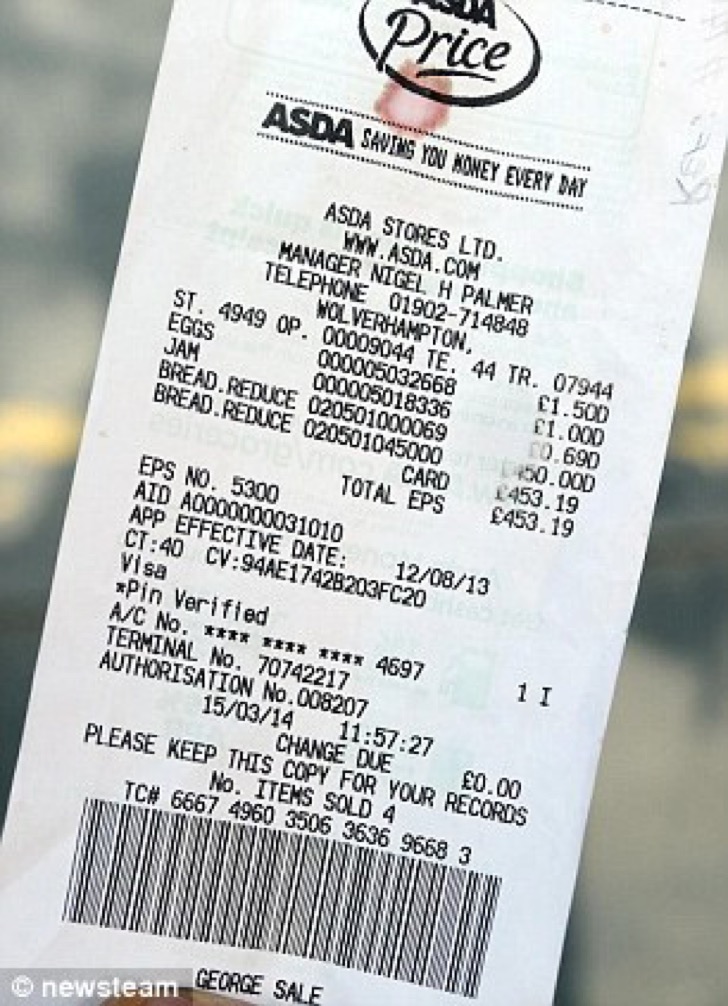 ASDA
Price
ASDA SAVING YOU MONEY EVERY DAY
ASDA STORES LTD.
WWW.ASDA.COM
MANAGER NIGEL H PALMER
TELEPHONE 01902-714848
WOLVERHAMPTON,
ST. 4949 OP. 00009044 TE. 44 TR. 07944
EGGS 000005032668 £1.50D
JAM 000005018336 £1.00D
BREAD.REDUCE 020501000069 £0.69D
BREAD.REDUCE 020501045000 £450.00D
CARD £453.19
TOTAL EPS £453.19
EPS NO. 5300
AID A0000000031010
APP EFFECTIVE DATE: 12/08/13
CT:40 CV:94AE1742B203FC20
Visa
*Pin Verified
A/C No. **** **** **** 4697 1 I
TERMINAL No. 70742217
AUTHORISATION No.008207
15/03/14 11:57:27
CHANGE DUE £0.00
PLEASE KEEP THIS COPY FOR YOUR RECORDS
No. ITEMS SOLD 4
TC# 6667 4960 3506 3636 9668 3
GEORGE SALE
© newsteam